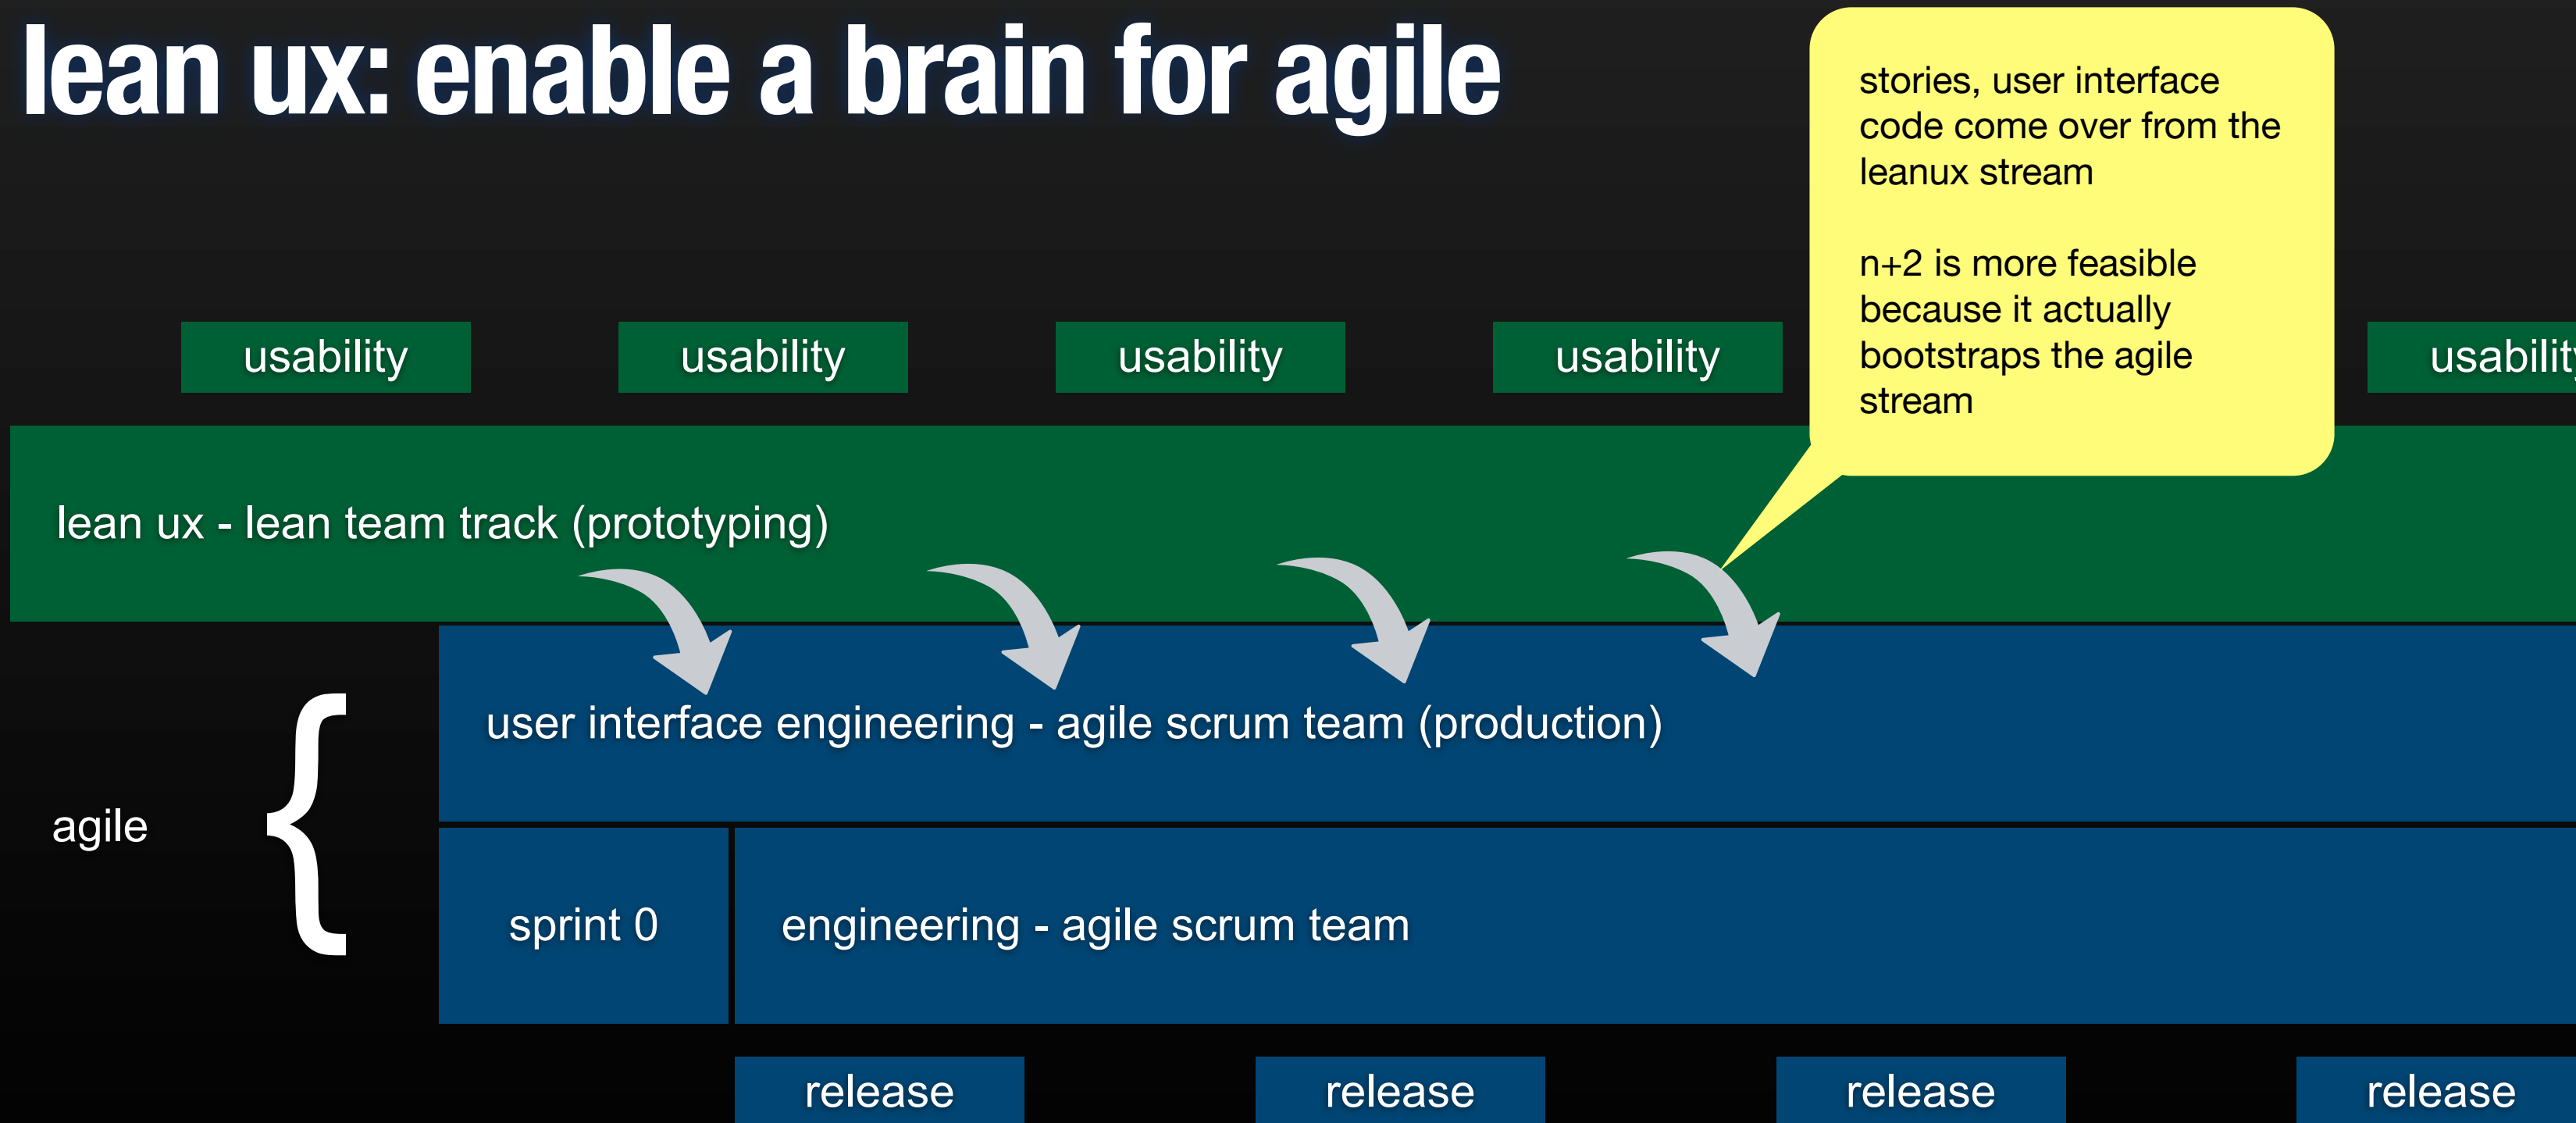 lean ux: enable a brain for agile
stories, user interface
code come over from the
leanux stream
n+2 is more feasible
because it actually
bootstraps the agile
stream
usability
usability
usability
usability
usability
lean ux - lean team track (prototyping)
user interface engineering - agile scrum team (production)
agile
{
sprint 0
engineering - agile scrum team
release
release
release
release